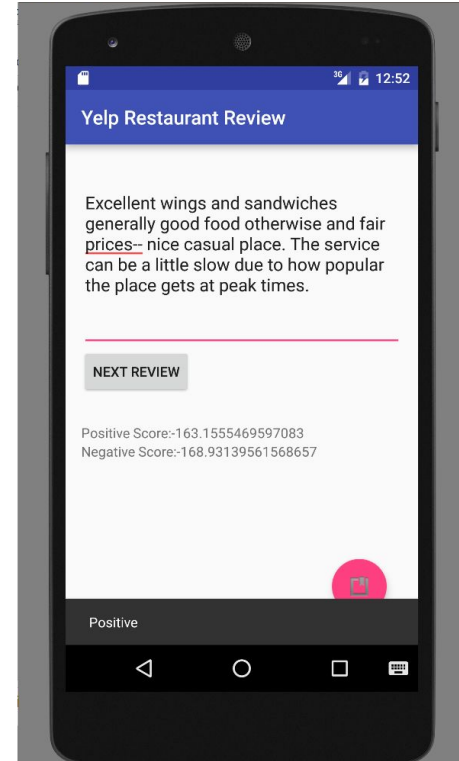 3G 12:52
Yelp Restaurant Review
Excellent wings and sandwiches
generally good food otherwise and fair
prices-- nice casual place. The service
can be a little slow due to how popular
the place gets at peak times.
NEXT REVIEW
Positive Score:-163.1555469597083
Negative Score:-168.93139561568657
Positive